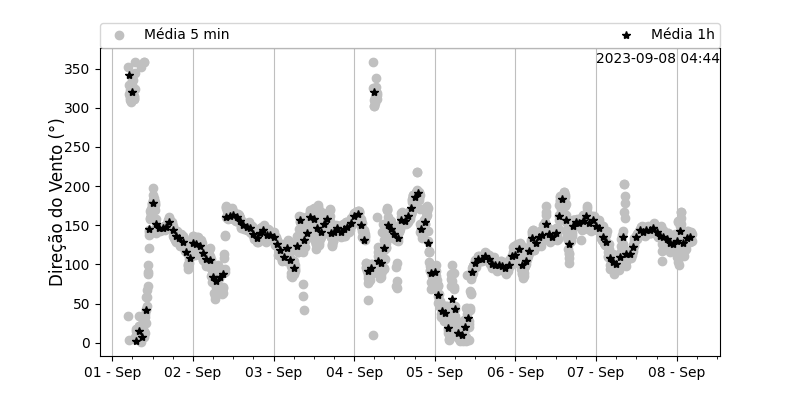 Média 5 min
Média 1h
2023-09-08 04:44
Direção do Vento (°)
350
300
250
200
150
100
50
0
01 - Sep
02 - Sep
03 - Sep
04 - Sep
05 - Sep
06 - Sep
07 - Sep
08 - Sep